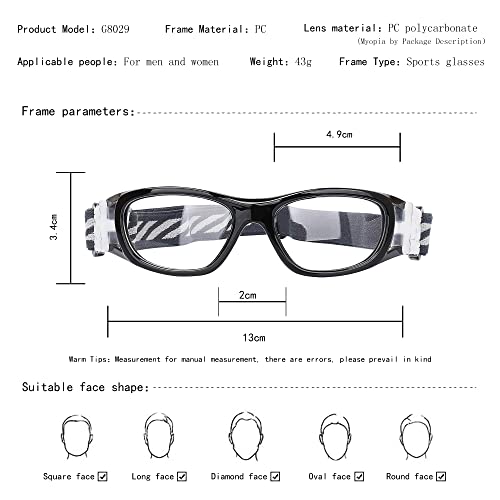 Product Model: G8029 Frame Material: PC Lens material: PC polycarbonate
(Myopia by Package Description)
Applicable people: For men and women Weight: 43g Frame Type: Sports glasses
Frame parameters:
4.9cm
3.4cm
2cm
13cm
Warm Tips: Measurement for manual measurement, there are errors, please prevail in kind
Suitable face shape:
Square face Long face Diamond face Oval face Round face